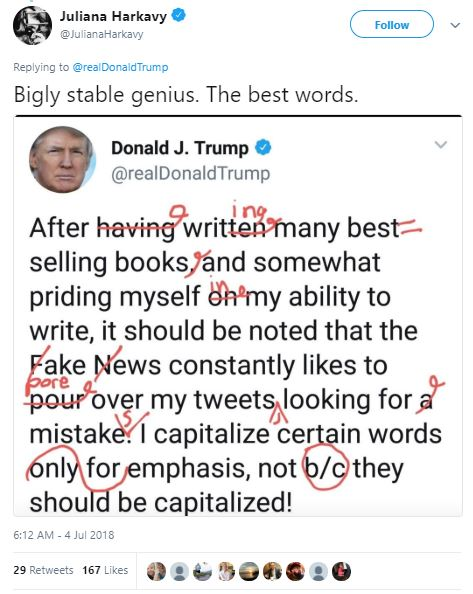 Juliana Harkavy Follow
@JulianaHarkavy
Replying to @realDonaldTrump
Bigly stable genius. The best words.
Donald J. Trump
@realDonaldTrump
ing
After having written many best
selling books, and somewhat
in
priding myself on my ability to
write, it should be noted that the
Fake News constantly likes to
pore
pour over my tweets looking for a
s
mistake. I capitalize certain words
only for emphasis, not b/c they
should be capitalized!
6:12 AM - 4 Jul 2018
29 Retweets 167 Likes